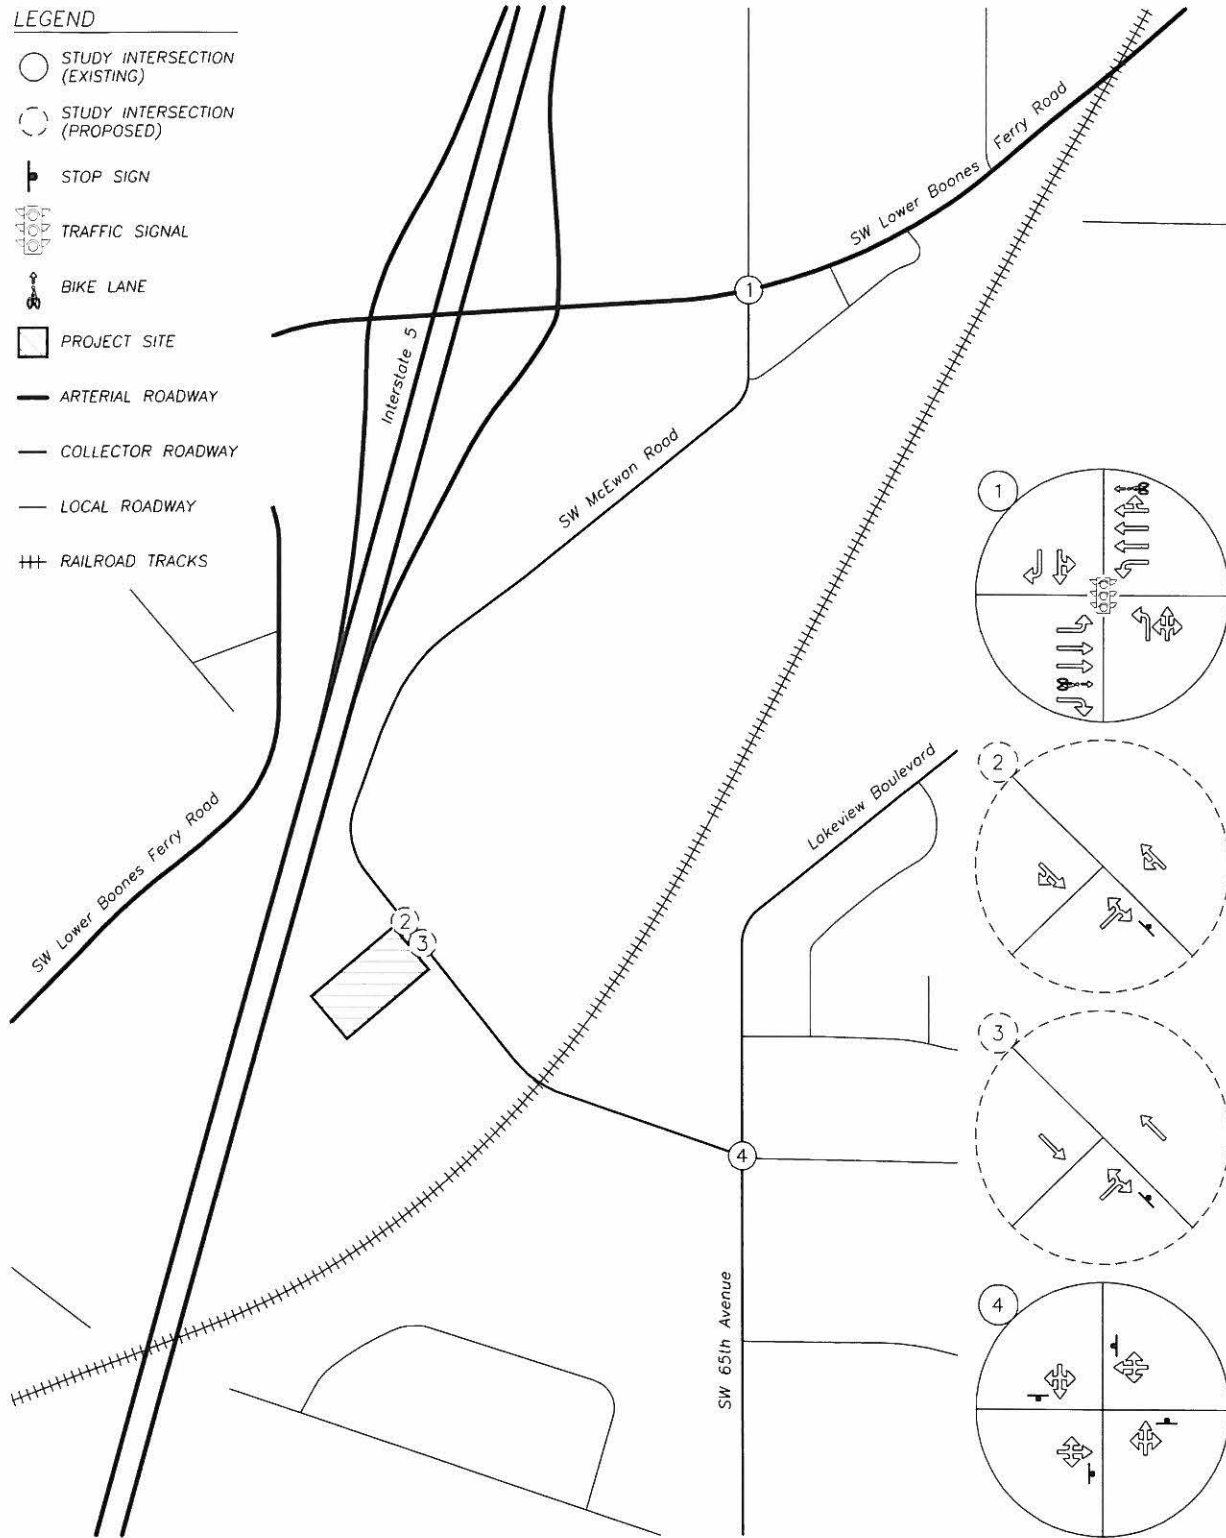 LEGEND
STUDY INTERSECTION
(EXISTING)
STUDY INTERSECTION
(PROPOSED)
STOP SIGN
TRAFFIC SIGNAL
BIKE LANE
PROJECT SITE
ARTERIAL ROADWAY
COLLECTOR ROADWAY
LOCAL ROADWAY
RAILROAD TRACKS
SW Lower Boones Ferry Road
1
Interstate 5
SW McEwan Road
1
2
Lakeview Boulevard
SW Lower Boones Ferry Road
2
3
3
4
SW 65th Avenue
4